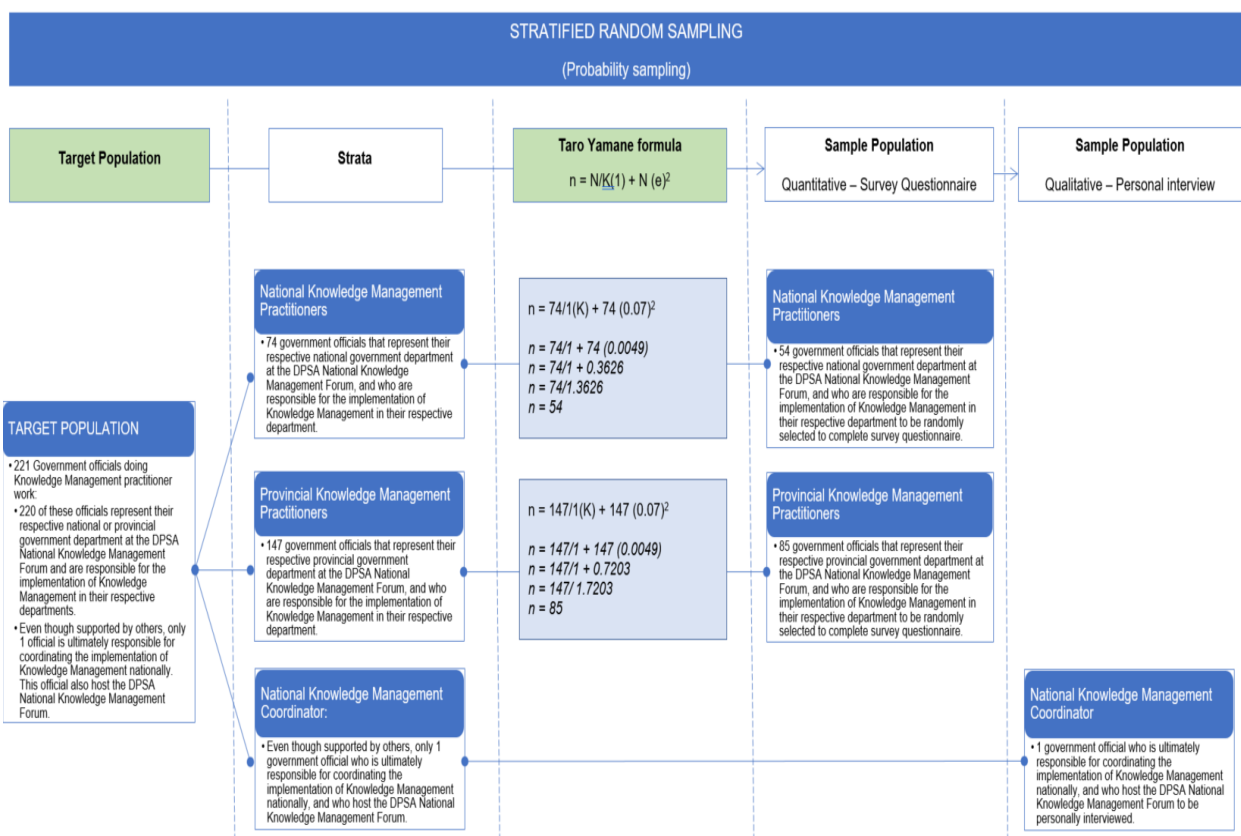 STRATIFIED RANDOM SAMPLING
(Probability sampling)
Target Population
Strata
Taro Yamane formula
n = N/K(1) + N (e)²
Sample Population
Quantitative – Survey Questionnaire
Sample Population
Qualitative – Personal interview
TARGET POPULATION
• 221 Government officials doing
Knowledge Management practitioner
work:
• 220 of these officials represent their
respective national or provincial
government department at the DPSA
National Knowledge Management
Forum and are responsible for the
implementation of Knowledge
Management in their respective
departments.
• Even though supported by others, only
1 official is ultimately responsible for
coordinating the implementation of
Knowledge Management nationally.
This official also host the DPSA
National Knowledge Management
Forum.
National Knowledge Management
Practitioners
• 74 government officials that represent their
respective national government department
at the DPSA National Knowledge
Management Forum, and who are
responsible for the implementation of
Knowledge Management in their respective
department.
n = 74/1(K) + 74 (0.07)²
n = 74/1 + 74 (0.0049)
n = 74/1 + 0.3626
n = 74/1.3626
n = 54
National Knowledge Management
Practitioners
• 54 government officials that represent their
respective national government department at
the DPSA National Knowledge Management
Forum, and who are responsible for the
implementation of Knowledge Management in
their respective department to be randomly
selected to complete survey questionnaire.
Provincial Knowledge Management
Practitioners
• 147 government officials that represent their
respective provincial government
department at the DPSA National
Knowledge Management Forum, and who
are responsible for the implementation of
Knowledge Management in their respective
department.
n = 147/1(K) + 147 (0.07)²
n = 147/1 + 147 (0.0049)
n = 147/1 + 0.7203
n = 147/ 1.7203
n = 85
Provincial Knowledge Management
Practitioners
• 85 government officials that represent their
respective provincial government department at
the DPSA National Knowledge Management
Forum, and who are responsible for the
implementation of Knowledge Management in
their respective department to be randomly
selected to complete survey questionnaire.
National Knowledge Management
Coordinator:
• Even though supported by others, only 1
government official who is ultimately
responsible for coordinating the
implementation of Knowledge Management
nationally, and who host the DPSA National
Knowledge Management Forum.
National Knowledge Management
Coordinator
• 1 government official who is ultimately
responsible for coordinating the
implementation of Knowledge Management
nationally, and who host the DPSA National
Knowledge Management Forum to be
personally interviewed.